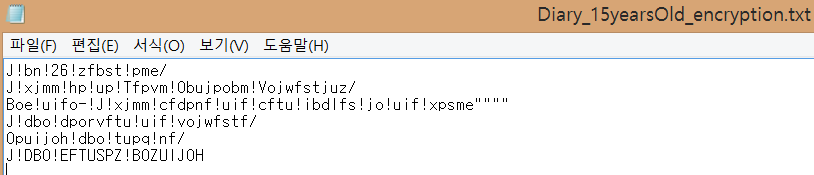 Diary_15yearsOld_encryption.txt
파일(F) 편집(E) 서식(O) 보기(V) 도움말(H)
J!bn!26!zfbst!pme/
J!xjmm!hp!up!Tfpvm!Obujpobm!Vojwfstjuz/
Boe!uifo-!J!xjmm!cfdpnf!uif!cftu!ibdlfs!jo!uif!xpsme""""
J!dbo!dporvftu!uif!vojwfstf/
Opuijoh!dbo!tupq!nf/
J!DBO!EFTUSPZ!BOZUIJOH